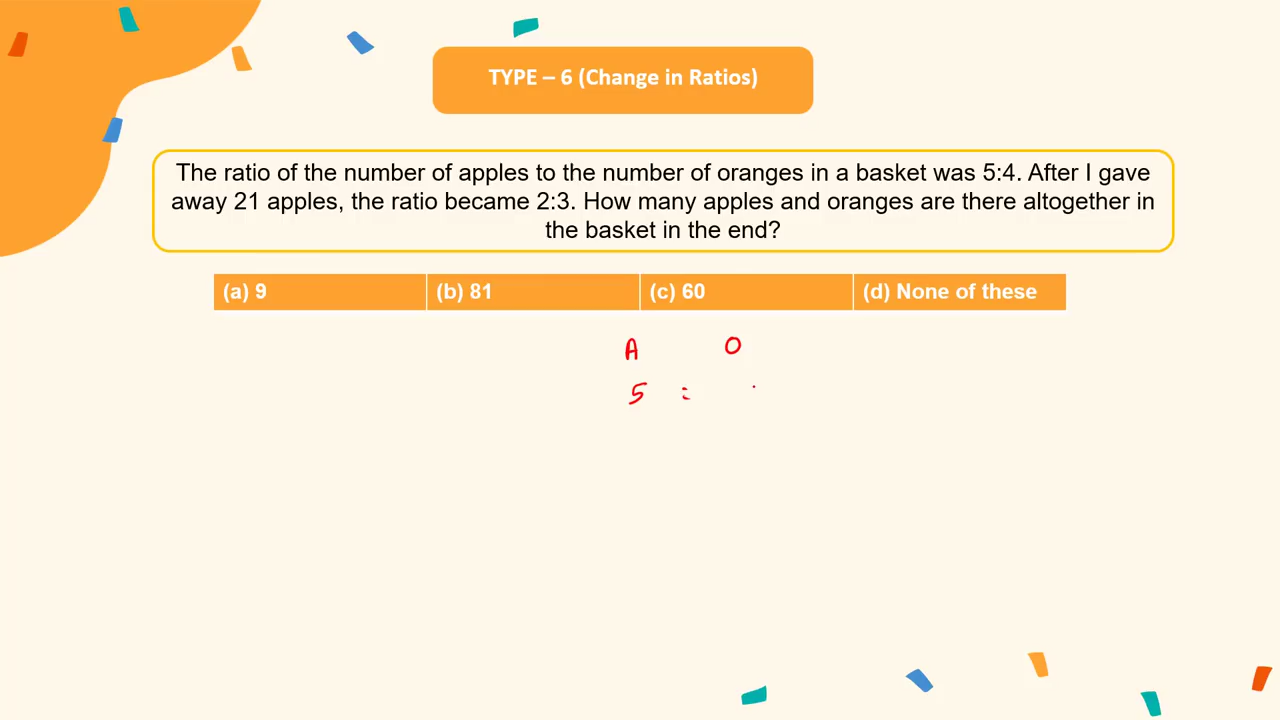 TYPE – 6 (Change in Ratios)
The ratio of the number of apples to the number of oranges in a basket was 5:4. After I gave
away 21 apples, the ratio became 2:3. How many apples and oranges are there altogether in
the basket in the end?
(a) 9 (b) 81 (c) 60 (d) None of these
A O
5 :